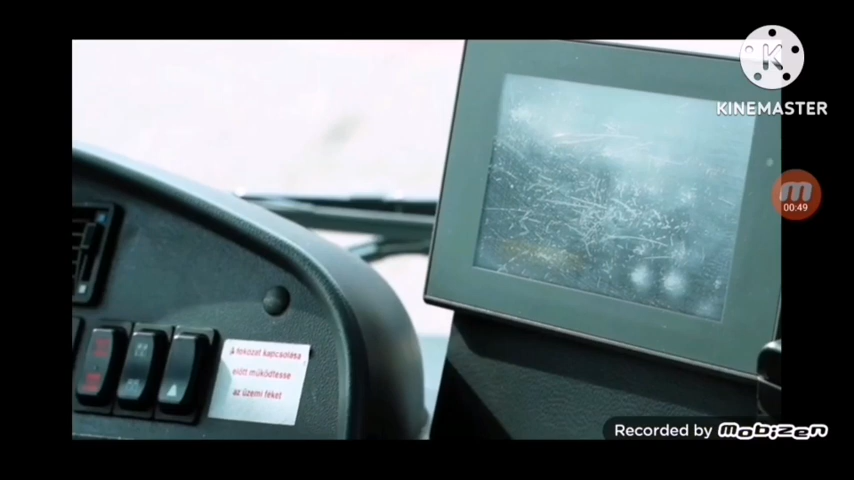 KINEMASTER
00:49
A fokozat kapcsolása
előtt működtesse
az üzemi féket
Recorded by mobizen